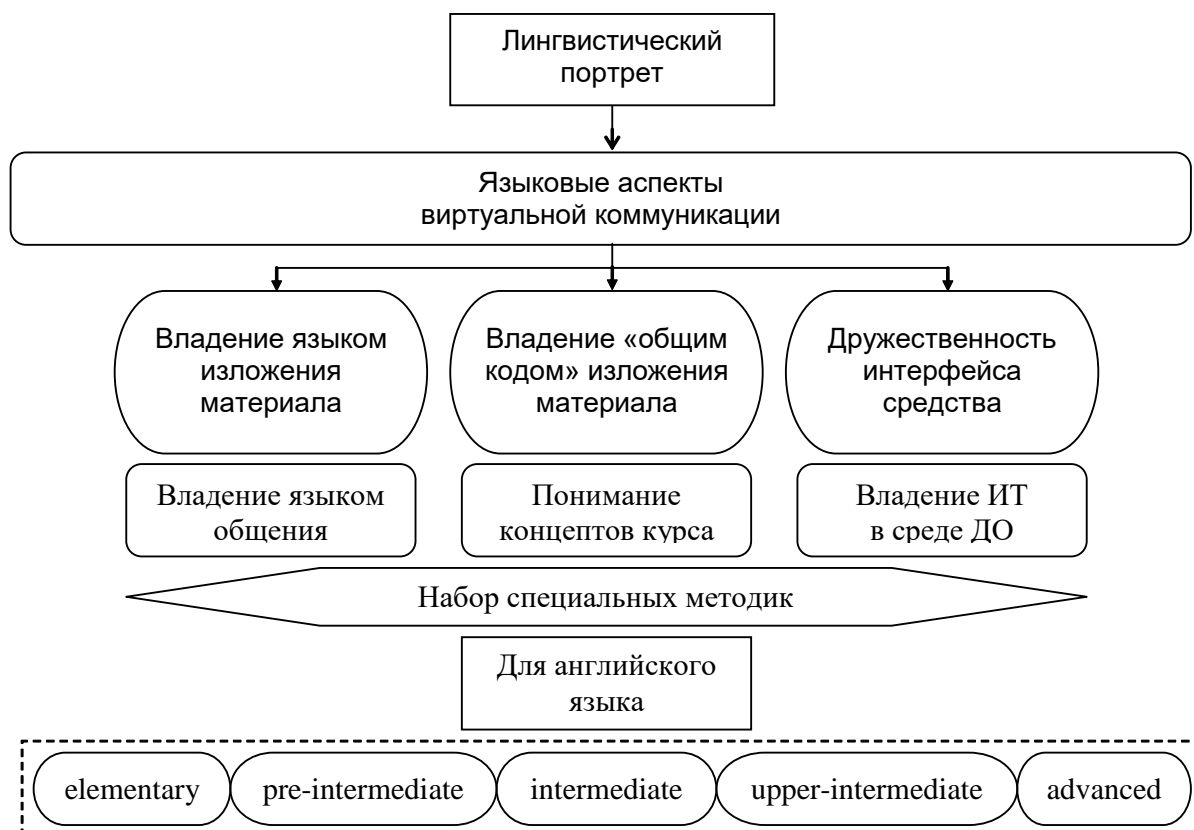 Лингвистический
портрет
Языковые аспекты
виртуальной коммуникации
Владение языком
изложения
материала
Владение «общим
кодом» изложения
материала
Дружественность
интерфейса
средства
Владение языком
общения
Понимание
концептов курса
Владение ИТ
в среде ДО
Набор специальных методик
Для английского
языка
elementary
pre-intermediate
intermediate
upper-intermediate
advanced